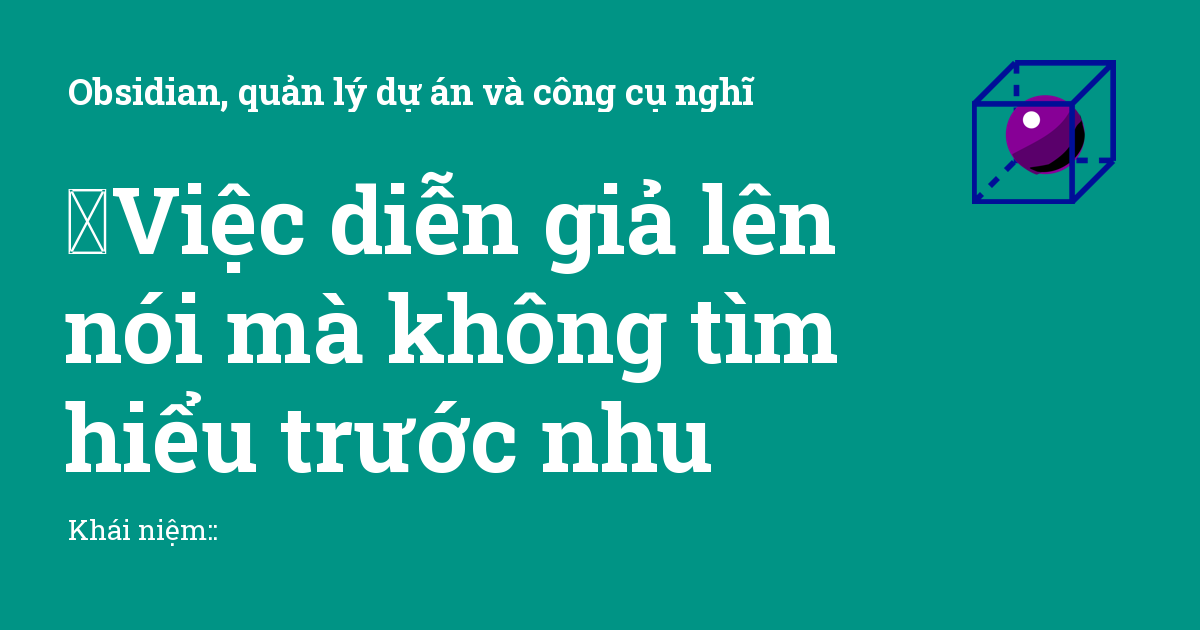 Obsidian, quản lý dự án và công cụ nghĩ
Việc diễn giả lên
nói mà không tìm
hiểu trước nhu
Khái niệm::